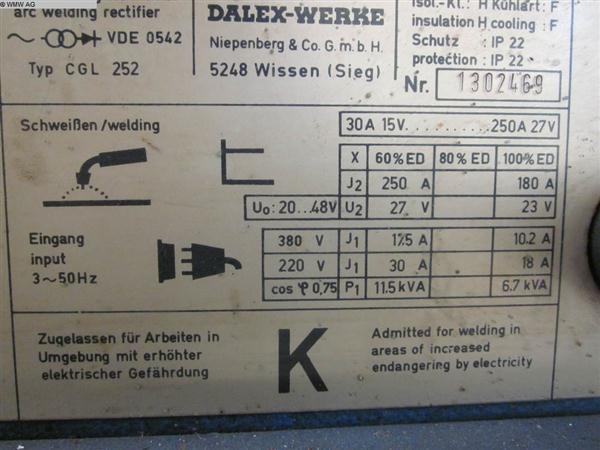 © WMW AG
arc welding rectifier
VDE 0542
Typ CGL 252
DALEX-WERKE
Niepenberg & Co. G.m.b.H.
5248 Wissen (Sieg)
Isol.-Kl.: H Kühlart: F
insulation H cooling: F
Schutz : IP 22
protection : IP 22
Nr. 1302469
Schweißen/welding
30A 15V..........250A 27V
X 60%ED 80%ED 100%ED
J2 250 A 180 A
U0: 20...48V U2 27 V 23 V
Eingang
input
3~50Hz
380 V J1 17.5 A 10.2 A
220 V J1 30 A 18 A
cos φ 0,75 P1 11.5 kVA 6.7 kVA
Zugelassen für Arbeiten in
Umgebung mit erhöhter
elektrischer Gefährdung
K
Admitted for welding in
areas of increased
endangering by electricity